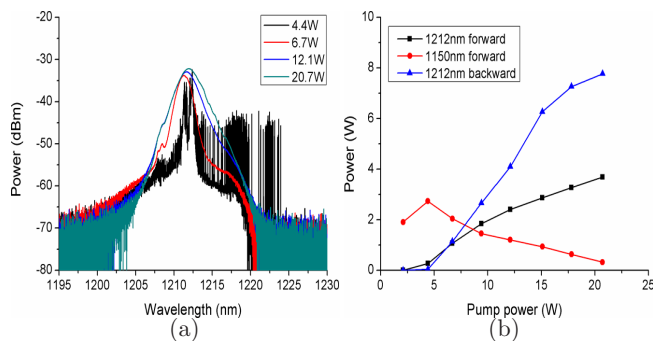 -20
-30
-40
-50
-60
-70
-80
Power (dBm)
4.4W
6.7W
12.1W
20.7W
1195 1200 1205 1210 1215 1220 1225 1230
Wavelength (nm)
(a)
10
8
6
4
2
0
Power (W)
1212nm forward
1150nm forward
1212nm backward
0 5 10 15 20 25
Pump power (W)
(b)